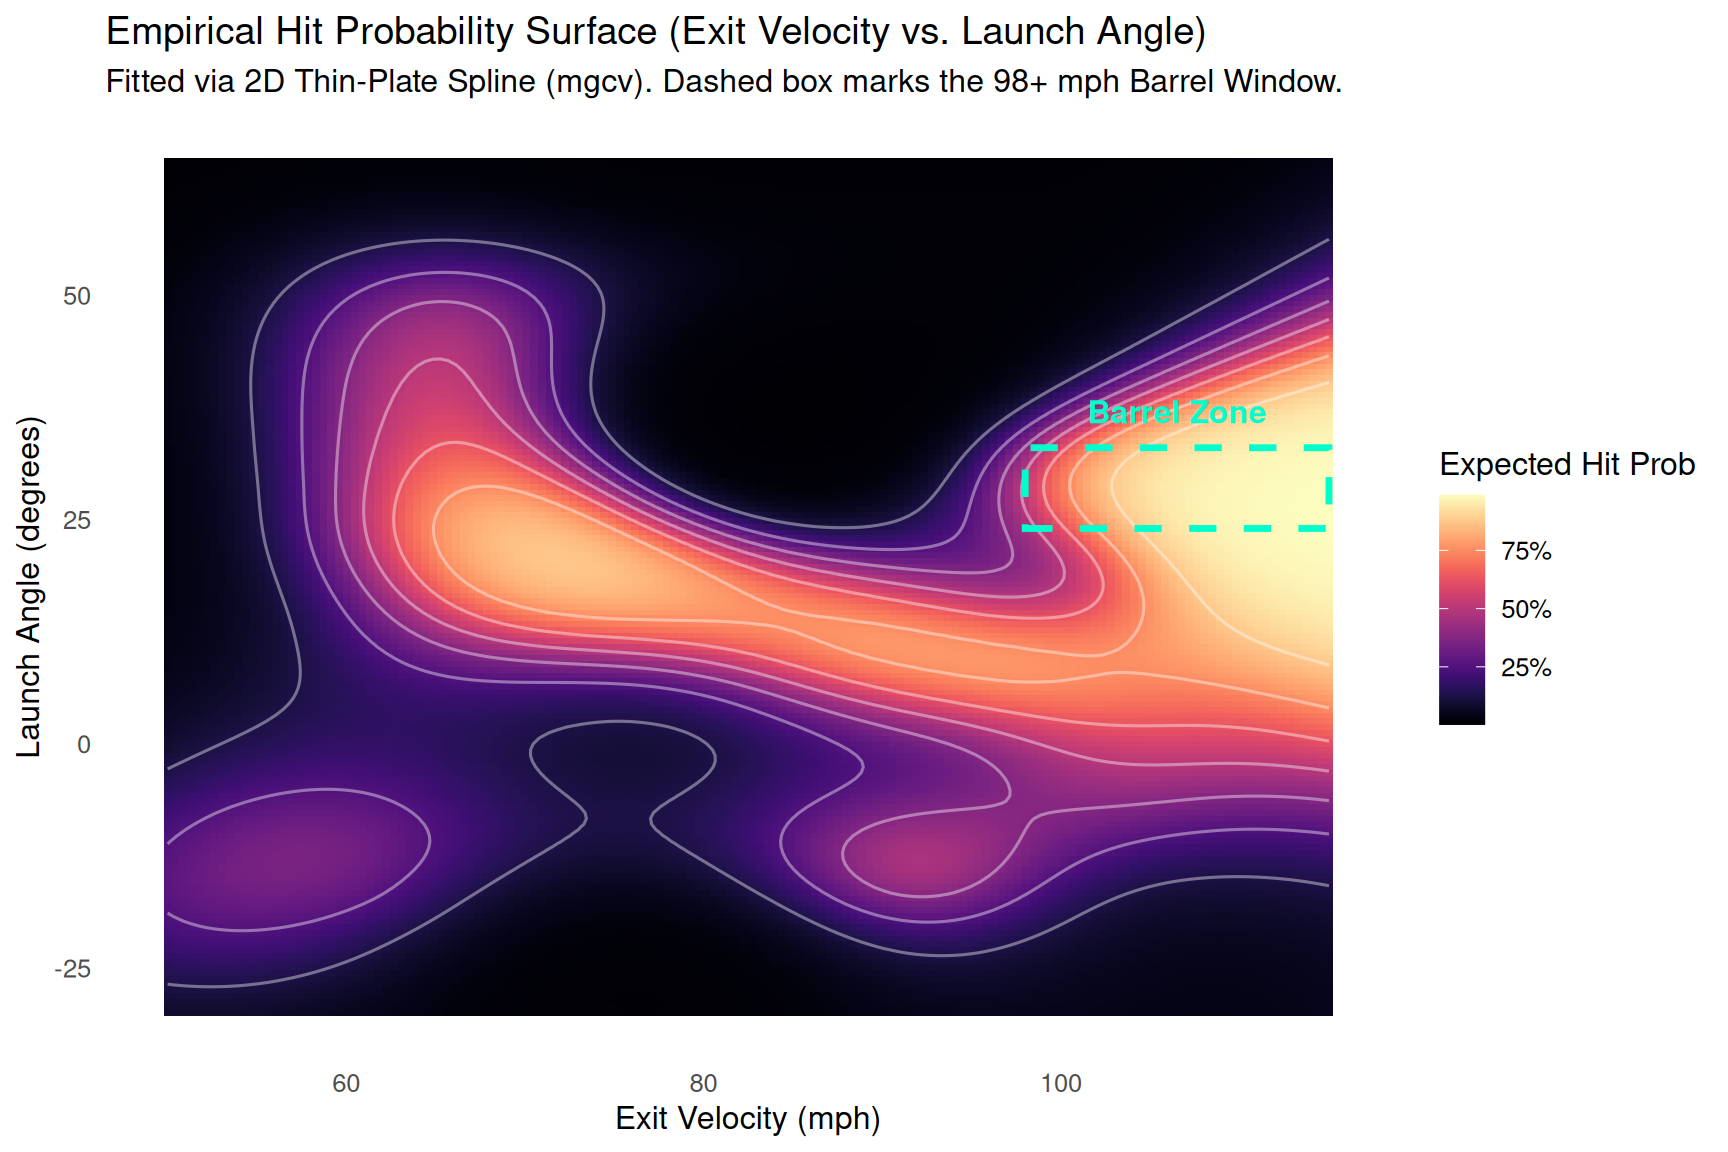 Empirical Hit Probability Surface (Exit Velocity vs. Launch Angle)
Fitted via 2D Thin-Plate Spline (mgcv). Dashed box marks the 98+ mph Barrel Window.
Launch Angle (degrees)
50
25
0
-25
Barrel Zone
60
80
100
Exit Velocity (mph)
Expected Hit Prob
75%
50%
25%